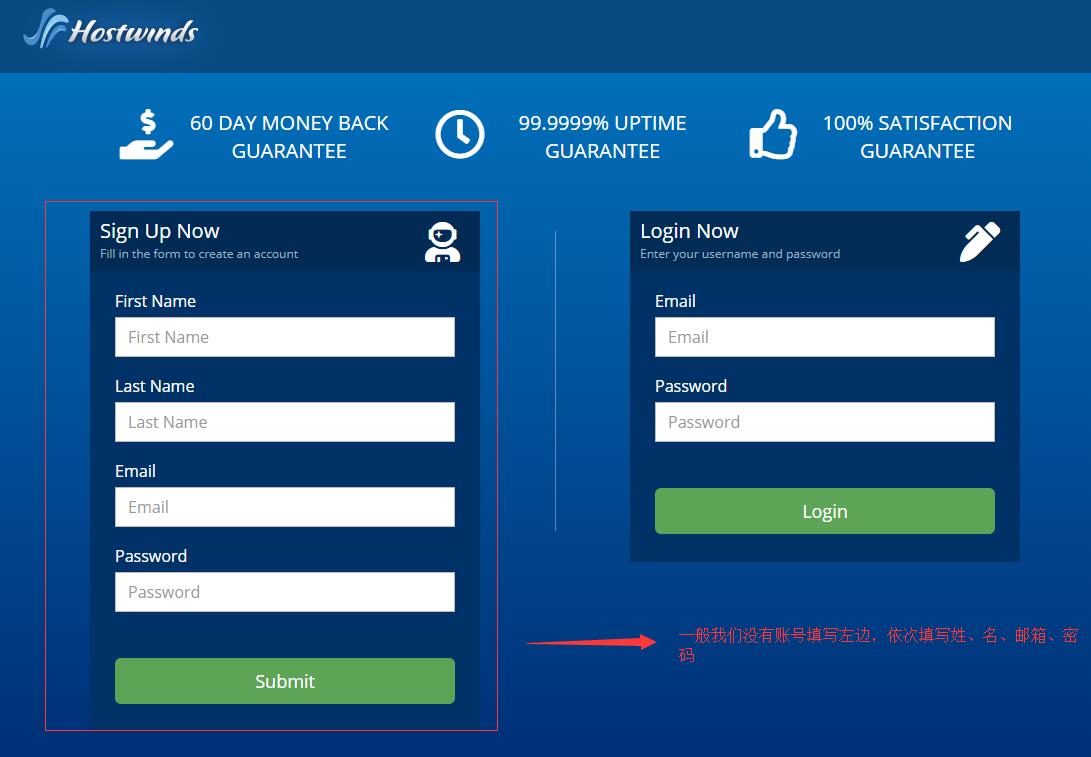 Hostwinds
60 DAY MONEY BACK
GUARANTEE
99.9999% UPTIME
GUARANTEE
100% SATISFACTION
GUARANTEE
Sign Up Now
Fill in the form to create an account
First Name
First Name
Last Name
Last Name
Email
Email
Password
Password
Submit
Login Now
Enter your username and password
Email
Email
Password
Password
Login
一般我们没有账号填写左边，依次填写姓、名、邮箱、密
码